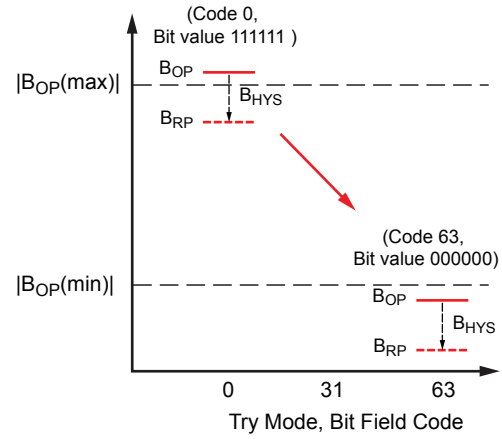 (Code 0,
Bit value 111111 )
BOP
|BOP(max)|
BHYS
BRP
(Code 63,
Bit value 000000)
|BOP(min)|
BOP
BHYS
BRP
0 31 63
Try Mode, Bit Field Code